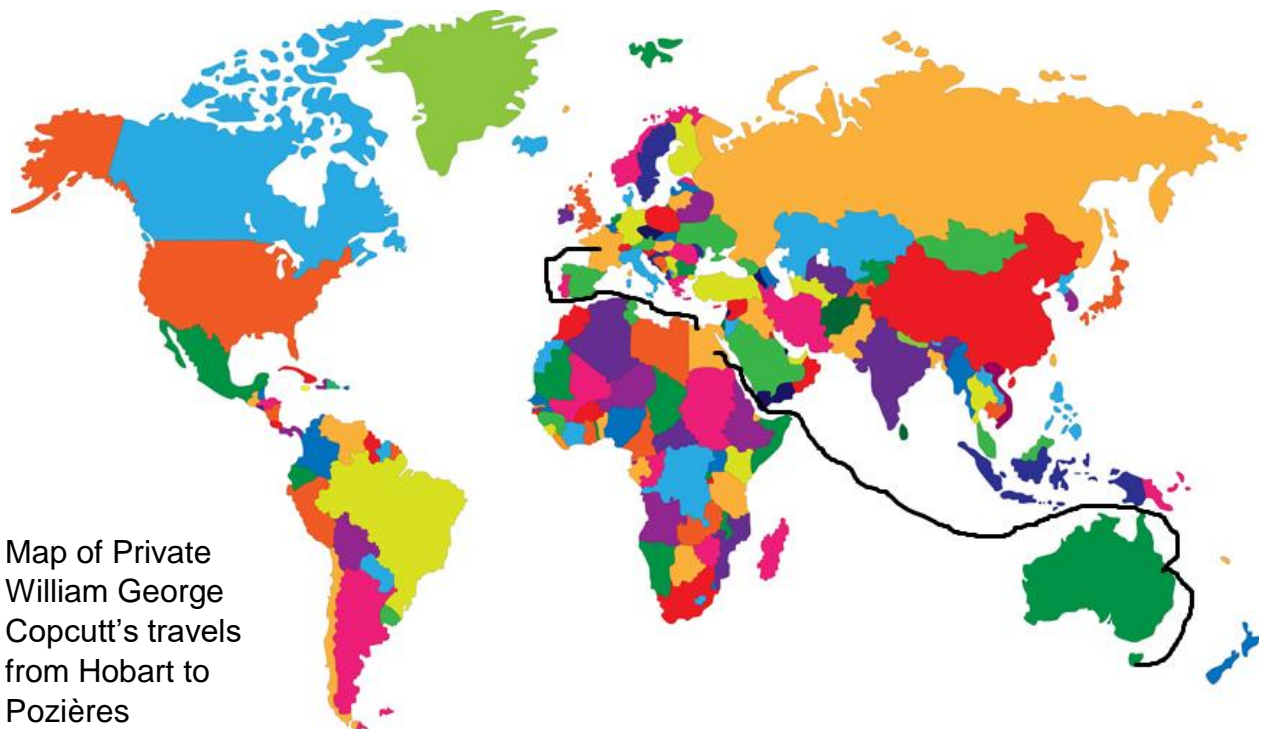 Map of Private
William George
Copcutt’s travels
from Hobart to
Pozières